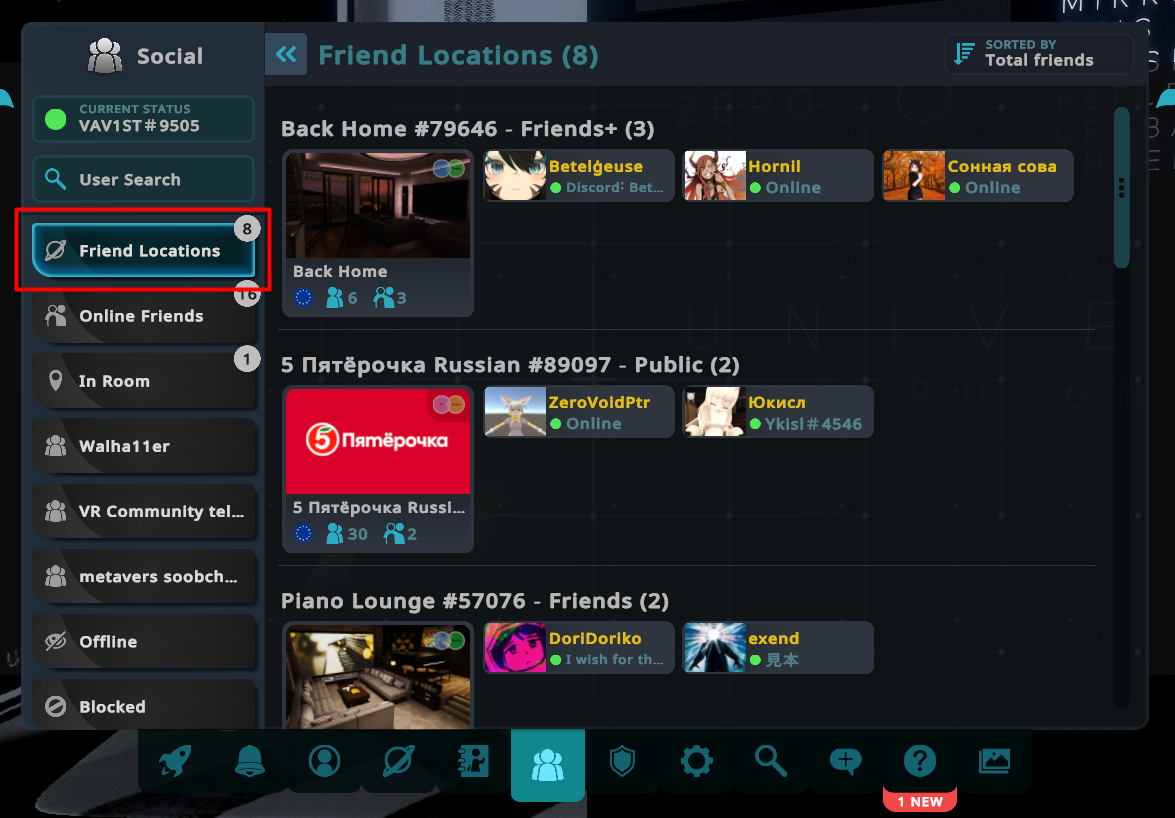 Social
CURRENT STATUS
VAV1ST#9505
User Search
Friend Locations
8
Online Friends
16
In Room
1
Walha11er
VR Community tel...
metavers soobch...
Offline
Blocked
Friend Locations (8)
SORTED BY
Total friends
Back Home #79646 - Friends+ (3)
Back Home
6 3
Betelģeuse
Discord: Bet...
Hornil
Online
Сонная сова
Online
5 Пятёрочка Russian #89097 - Public (2)
5 Пятёрочка
5 Пятёрочка Russi...
30 2
ZeroVoidPtr
Online
Юкисл
Ykisl#4546
Piano Lounge #57076 - Friends (2)
DoriDoriko
I wish for th...
exend
見本
1 NEW
ZERO
UNIVE